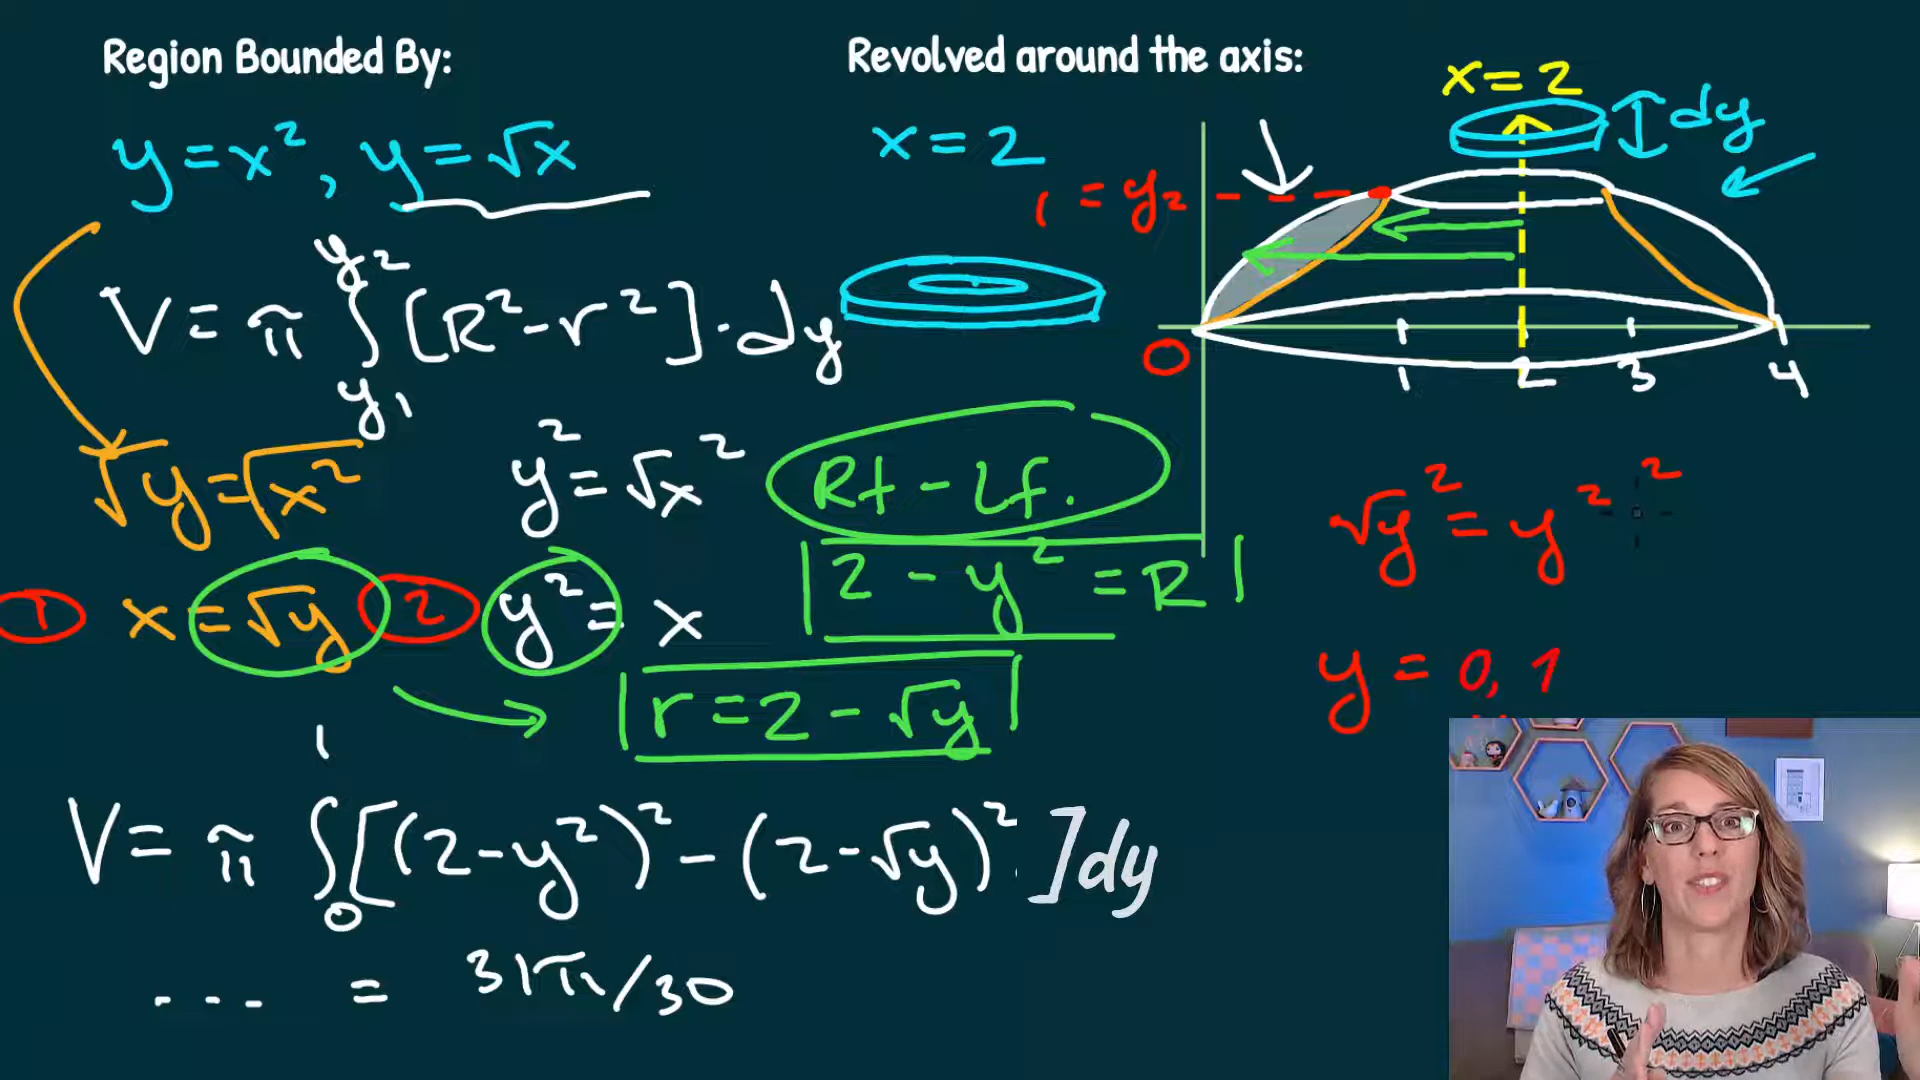 Region Bounded By:
Revolved around the axis:
y = x², y = √x
x = 2
x = 2
dy
1 = y₂
V = π ∫ y₂ y₁ [R² - r²] · dy
0 1 2 3 4
√y = √x²
y² = √x²
Rt - Lf.
√y² = y² ²
1 x = √y
2 y² = x
2 - y² = R
r = 2 - √y
y = 0, 1
V = π ∫ 1 0 [(2 - y²)² - (2 - √y)²]dy
... = 31π/30